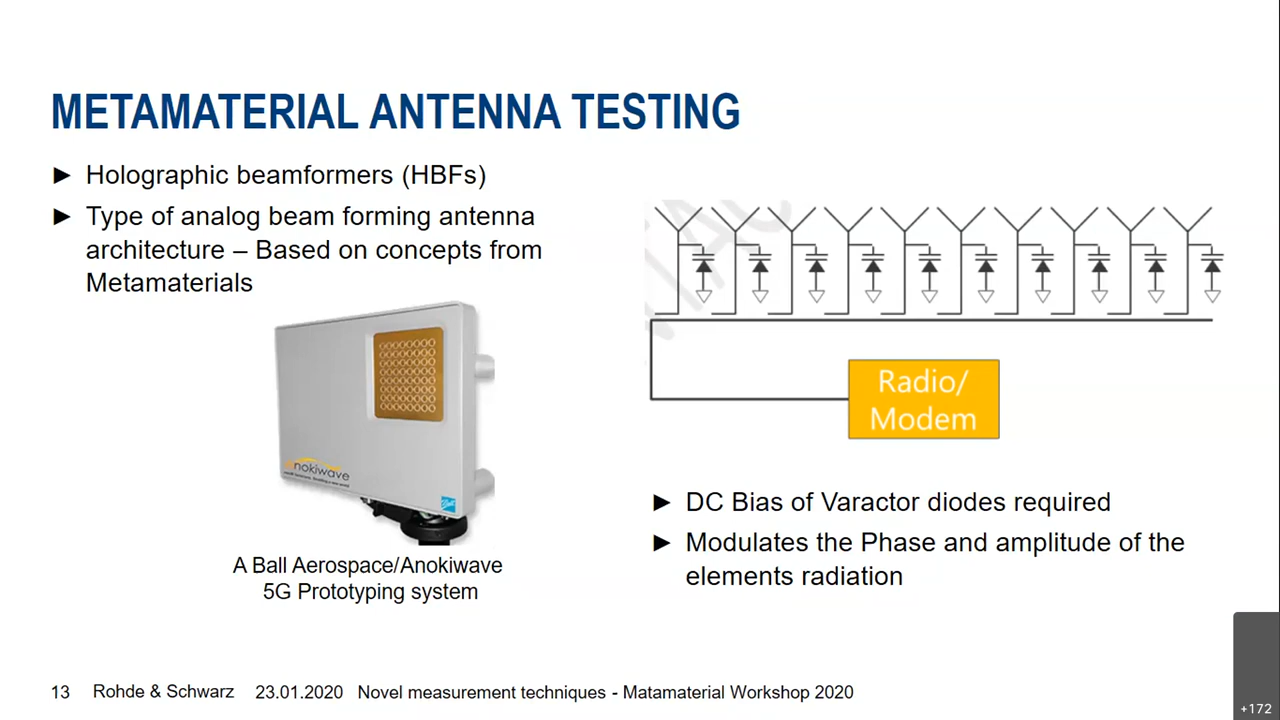 METAMATERIAL ANTENNA TESTING
► Holographic beamformers (HBFs)
► Type of analog beam forming antenna
architecture – Based on concepts from
Metamaterials
nokiwave
Ball
A Ball Aerospace/Anokiwave
5G Prototyping system
Radio/
Modem
► DC Bias of Varactor diodes required
► Modulates the Phase and amplitude of the
elements radiation
13 Rohde & Schwarz 23.01.2020 Novel measurement techniques - Matamaterial Workshop 2020
+172